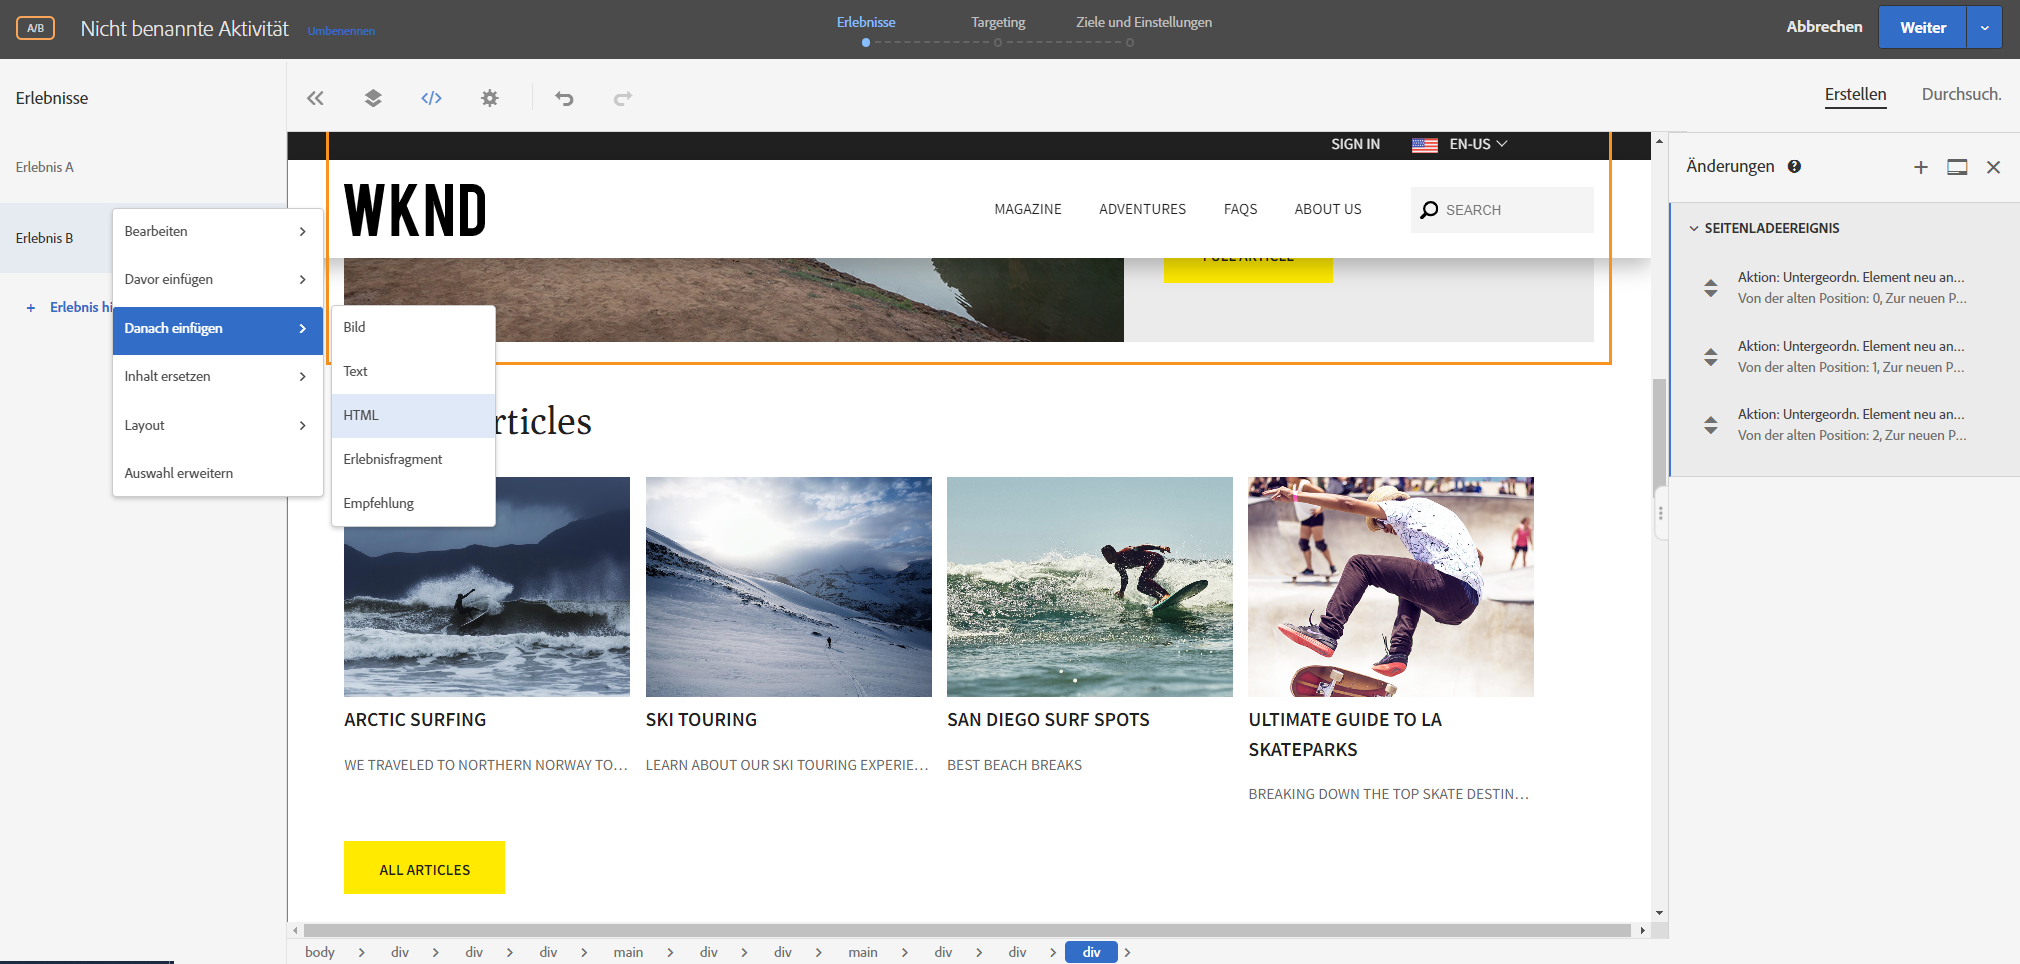 A/B
Nicht benannte Aktivität
Umbenennen
Erlebnisse
Targeting
Ziele und Einstellungen
Abbrechen
Weiter
Erlebnisse
Erstellen
Durchsuch.
Erlebnis A
Erlebnis B
+ Erlebnis hi
Bearbeiten
Davor einfügen
Danach einfügen
Inhalt ersetzen
Layout
Auswahl erweitern
Bild
Text
HTML
Erlebnisfragment
Empfehlung
SIGN IN
EN-US
WKND
MAGAZINE
ADVENTURES
FAQS
ABOUT US
SEARCH
FULL ARTICLE
rticles
ARCTIC SURFING
WE TRAVELED TO NORTHERN NORWAY TO...
SKI TOURING
LEARN ABOUT OUR SKI TOURING EXPERIE...
SAN DIEGO SURF SPOTS
BEST BEACH BREAKS
ULTIMATE GUIDE TO LA
SKATEPARKS
BREAKING DOWN THE TOP SKATE DESTIN...
ALL ARTICLES
Änderungen
SEITENLADEEREIGNIS
Aktion: Untergeordn. Element neu an...
Von der alten Position: 0, Zur neuen P...
Aktion: Untergeordn. Element neu an...
Von der alten Position: 1, Zur neuen P...
Aktion: Untergeordn. Element neu an...
Von der alten Position: 2, Zur neuen P...
body > div > div > div > main > div > div > main > div > div > div >